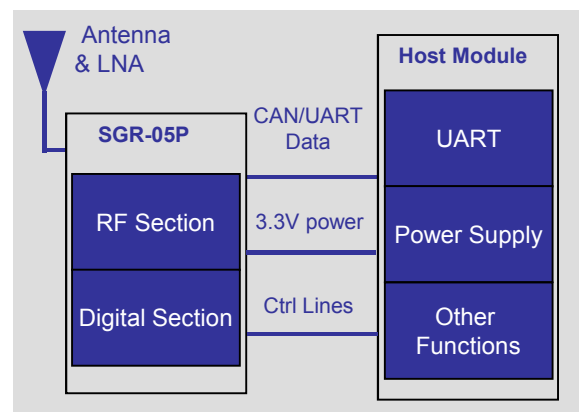 Antenna
& LNA
Host Module
SGR-05P
CAN/UART
Data
UART
RF Section
3.3V power
Power Supply
Digital Section
Ctrl Lines
Other
Functions